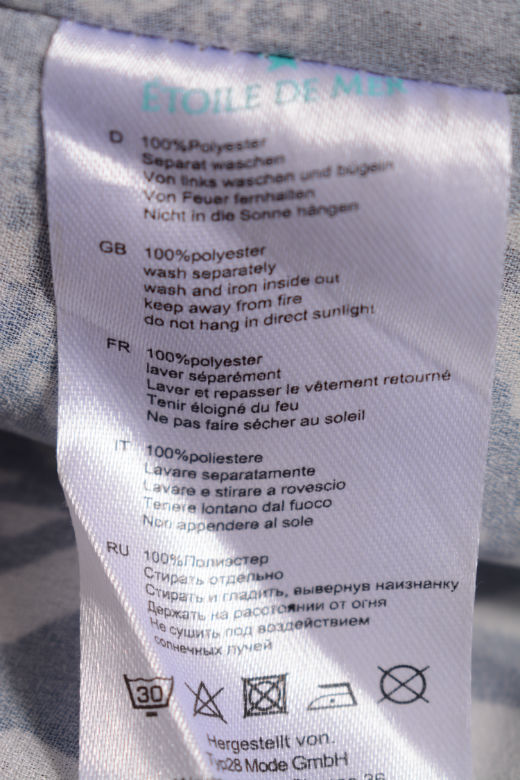 ÉTOILE DE MER
D 100%Polyester
Separat waschen
Von links waschen und bügeln
Von Feuer fernhalten
Nicht in die Sonne hängen
GB 100%polyester
wash separately
wash and iron inside out
keep away from fire
do not hang in direct sunlight
FR 100%polyester
laver séparément
Laver et repasser le vêtement retourné
Tenir éloigné du feu
Ne pas faire sécher au soleil
IT 100%poliestere
Lavare separatamente
Lavare e stirare a rovescio
Tenere lontano dal fuoco
Non appendere al sole
RU 100%Полиэстер
Стирать отдельно
Стирать и гладить, вывернув наизнанку
Держать на расстоянии от огня
Не сушить под воздействием
солнечных лучей
30
Hergestellt von.
Typ28 Mode GmbH